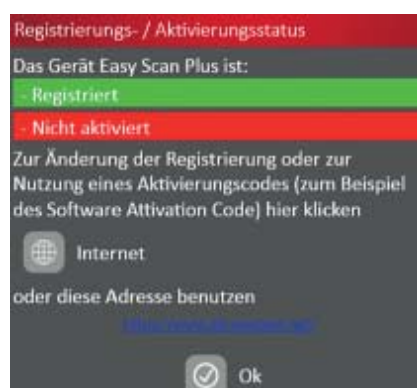 Registrierungs- / Aktivierungsstatus
Das Gerät Easy Scan Plus ist:
- Registriert
- Nicht aktiviert
Zur Änderung der Registrierung oder zur
Nutzung eines Aktivierungscodes (zum Beispiel
des Software Attivation Code) hier klicken
Internet
oder diese Adresse benutzen
Ok